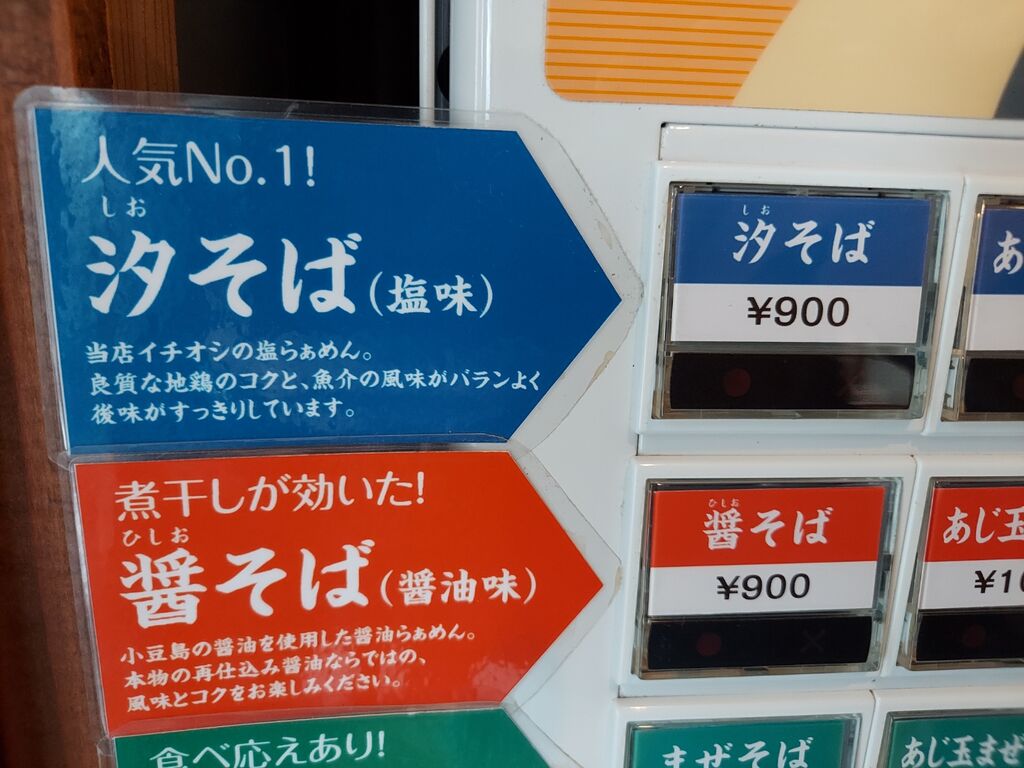 人気No.1!
しお
汐そば(塩味)
当店イチオシの塩らぁめん。
良質な地鶏のコクと、魚介の風味がバランよく
後味がすっきりしています。
煮干しが効いた!
ひしお
醤そば(醤油味)
小豆島の醤油を使用した醤油らぁめん。
本物の再仕込み醤油ならではの、
風味とコクをお楽しみください。
食べ応えあり!
しお
汐そば
¥900
あ
ひしお
醤そば
¥900
あじ玉
¥10
まぜそば
あじ玉まぜ